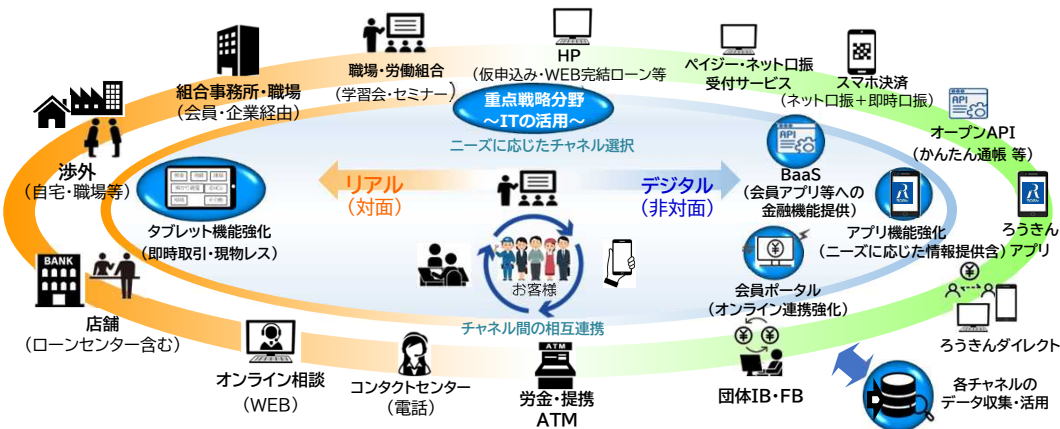 職場・労働組合
(学習会・セミナー)
HP
(仮申込み・WEB完結ローン等
ペイジー・ネット口振
受付サービス
スマホ決済
(ネット口振+即時口振)
組合事務所・職場
(会員・企業経由)
重点戦略分野
~ITの活用~
ニーズに応じたチャネル選択
API
オープンAPI
(かんたん通帳 等)
渉外
(自宅・職場等)
タブレット機能強化
(即時取引・現物レス)
リアル
(対面)
デジタル
(非対面)
API
BaaS
(会員アプリ等への
金融機能提供)
アプリ機能強化
(ニーズに応じた情報提供含)
ろうきん
アプリ
お客様
会員ポータル
(オンライン連携強化)
チャネル間の相互連携
BANK
店舗
(ローンセンター含む)
オンライン相談
(WEB)
コンタクトセンター
(電話)
ATM
労金・提携
ATM
団体IB・FB
ろうきんダイレクト
各チャネルの
データ収集・活用